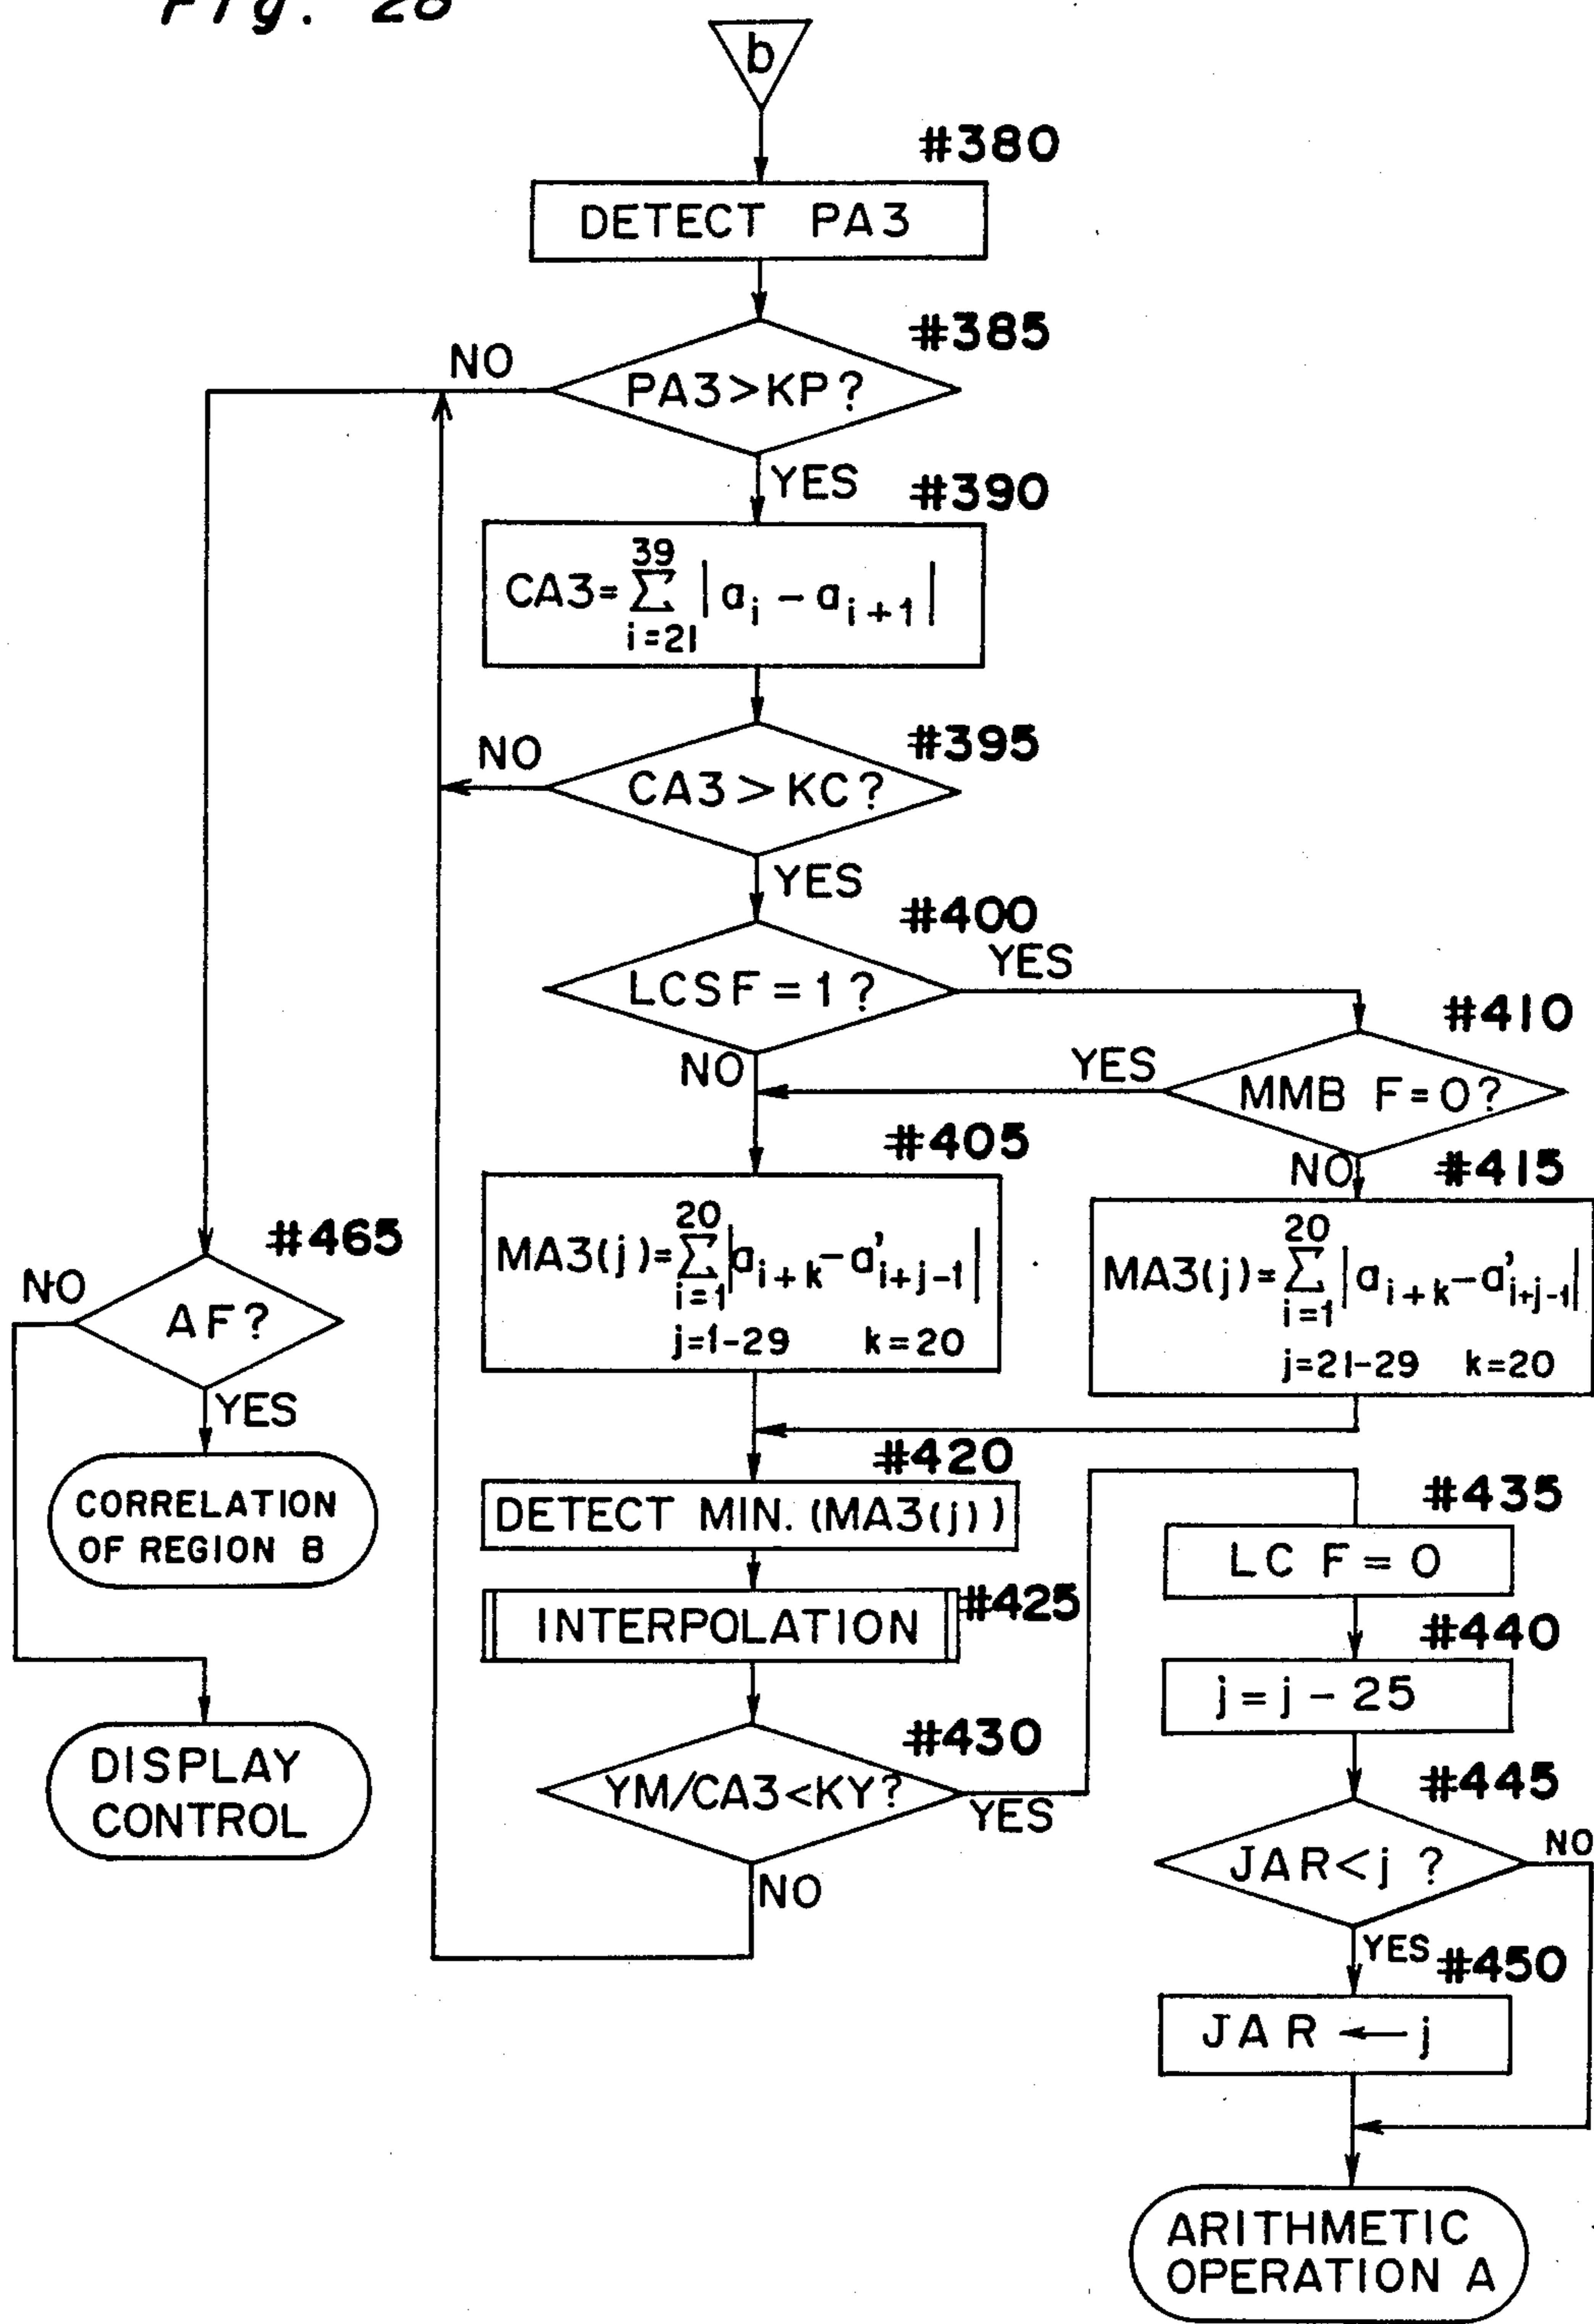 Fig. 28
b
#380
DETECT PA3
#385
PA3>KP?
NO
YES
#390
CA3=∑|a_i - a_{i+1}|
39
i=21
#395
CA3>KC?
NO
YES
#400
LCSF=1?
YES
NO
#410
MMB F=0?
YES
NO
#405
20
MA3(j)=∑|a_{i+k}-a'_{i+j-1}|
i=1
j=1-29 k=20
#415
20
MA3(j)=∑|a_{i+k}-a'_{i+j-1}|
i=1
j=21-29 k=20
#465
AF?
NO
YES
CORRELATION
OF REGION B
DISPLAY
CONTROL
#420
DETECT MIN. (MA3(j))
#425
INTERPOLATION
#430
YM/CA3<KY?
YES
NO
#435
LC F=0
#440
j=j-25
#445
JAR<j ?
NO
YES
#450
JAR ← j
ARITHMETIC
OPERATION A